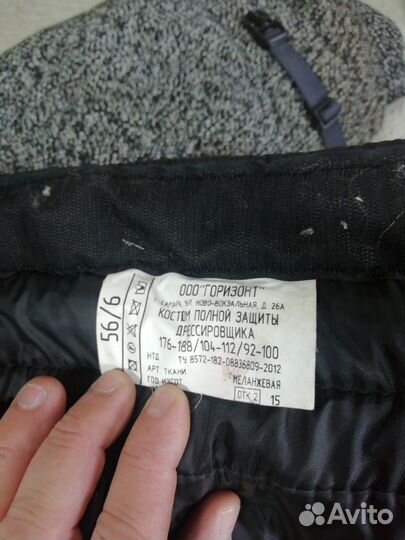 56/6
ООО "ГОРИЗОНТ"
САМАРА, УЛ. НОВО-ВОКЗАЛЬНАЯ, Д. 26А
КОСТЮМ ПОЛНОЙ ЗАЩИТЫ
ДРЕССИРОВЩИКА
176-188/104-112/92-100
НТД ТУ 8572-182-08836809-2012
АРТ. ТКАНИ МЕЛАНЖЕВАЯ
ГОД ИЗГОТ. ОТК 2 15
Avito